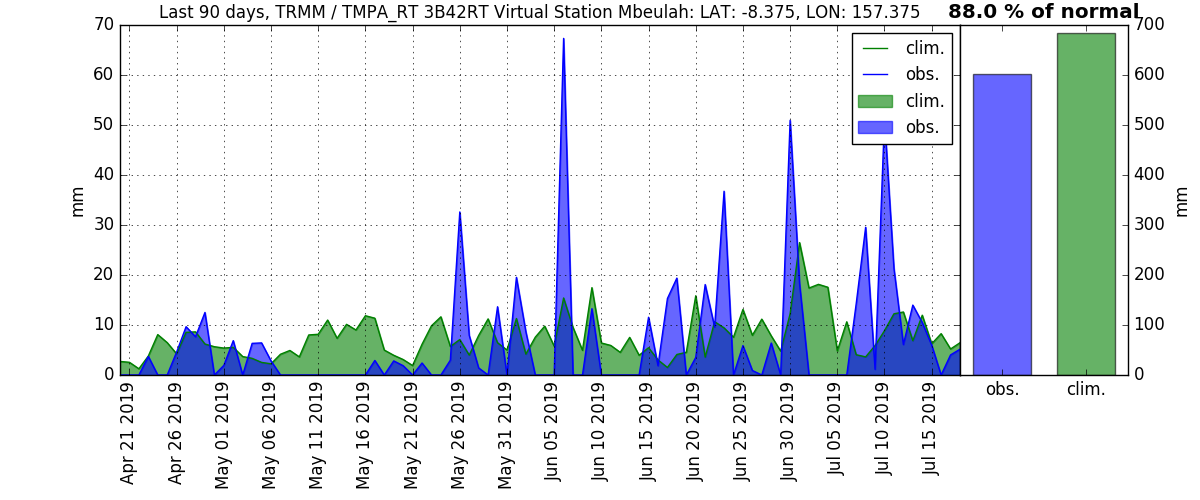 Last 90 days, TRMM / TMPA_RT 3B42RT Virtual Station Mbeulah: LAT: -8.375, LON: 157.375
88.0 % of normal
70
60
50
40
30
20
10
0
mm
clim.
obs.
clim.
obs.
Apr 21 2019
Apr 26 2019
May 01 2019
May 06 2019
May 11 2019
May 16 2019
May 21 2019
May 26 2019
May 31 2019
Jun 05 2019
Jun 10 2019
Jun 15 2019
Jun 20 2019
Jun 25 2019
Jun 30 2019
Jul 05 2019
Jul 10 2019
Jul 15 2019
700
600
500
400
300
200
100
0
mm
obs.
clim.